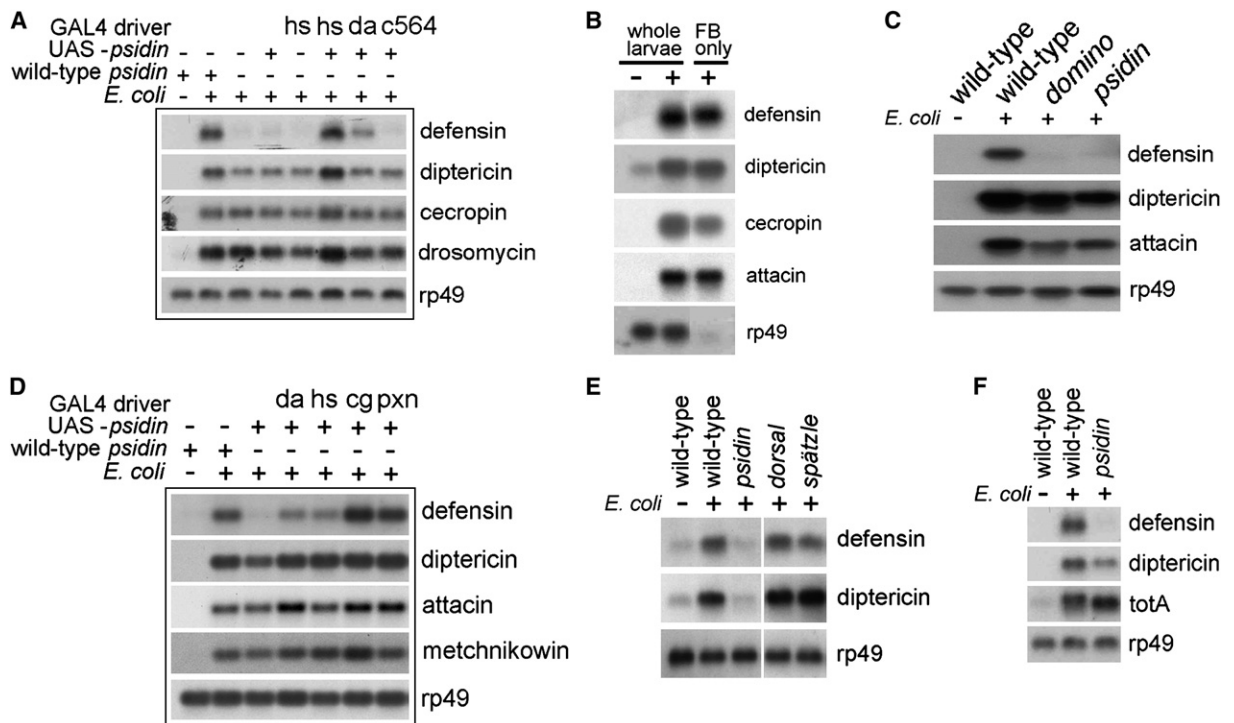 A
GAL4 driver hs hs da c564
UAS -psidin - - - + - + + +
wild-type psidin + + - - - - - -
E. coli - + + + + + + +
defensin
diptericin
cecropin
drosomycin
rp49
B
whole larvae FB only
- + +
defensin
diptericin
cecropin
attacin
rp49
C
wild-type wild-type domino psidin
E. coli - + + +
defensin
diptericin
attacin
rp49
D
GAL4 driver da hs cg pxn
UAS -psidin - - + + + + +
wild-type psidin + + - - - - -
E. coli - + + + + + +
defensin
diptericin
attacin
metchnikowin
rp49
E
wild-type wild-type psidin dorsal spätzle
E. coli - + + + +
defensin
diptericin
rp49
F
wild-type wild-type psidin
E. coli - + +
defensin
diptericin
totA
rp49